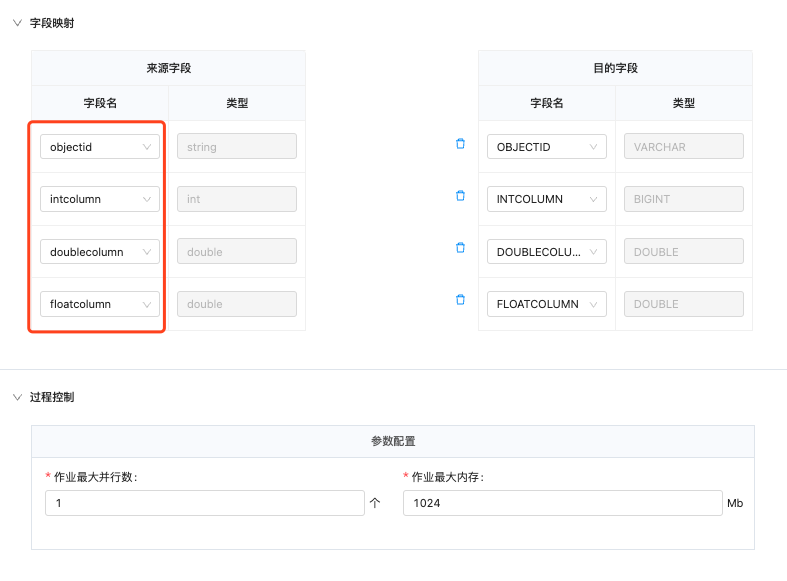 字段映射
来源字段 目的字段
字段名 类型 字段名 类型
objectid string OBJECTID VARCHAR
intcolumn int INTCOLUMN BIGINT
doublecolumn double DOUBLECOLU... DOUBLE
floatcolumn double FLOATCOLUMN DOUBLE
过程控制
参数配置
* 作业最大并行数: * 作业最大内存:
1 个 1024 Mb